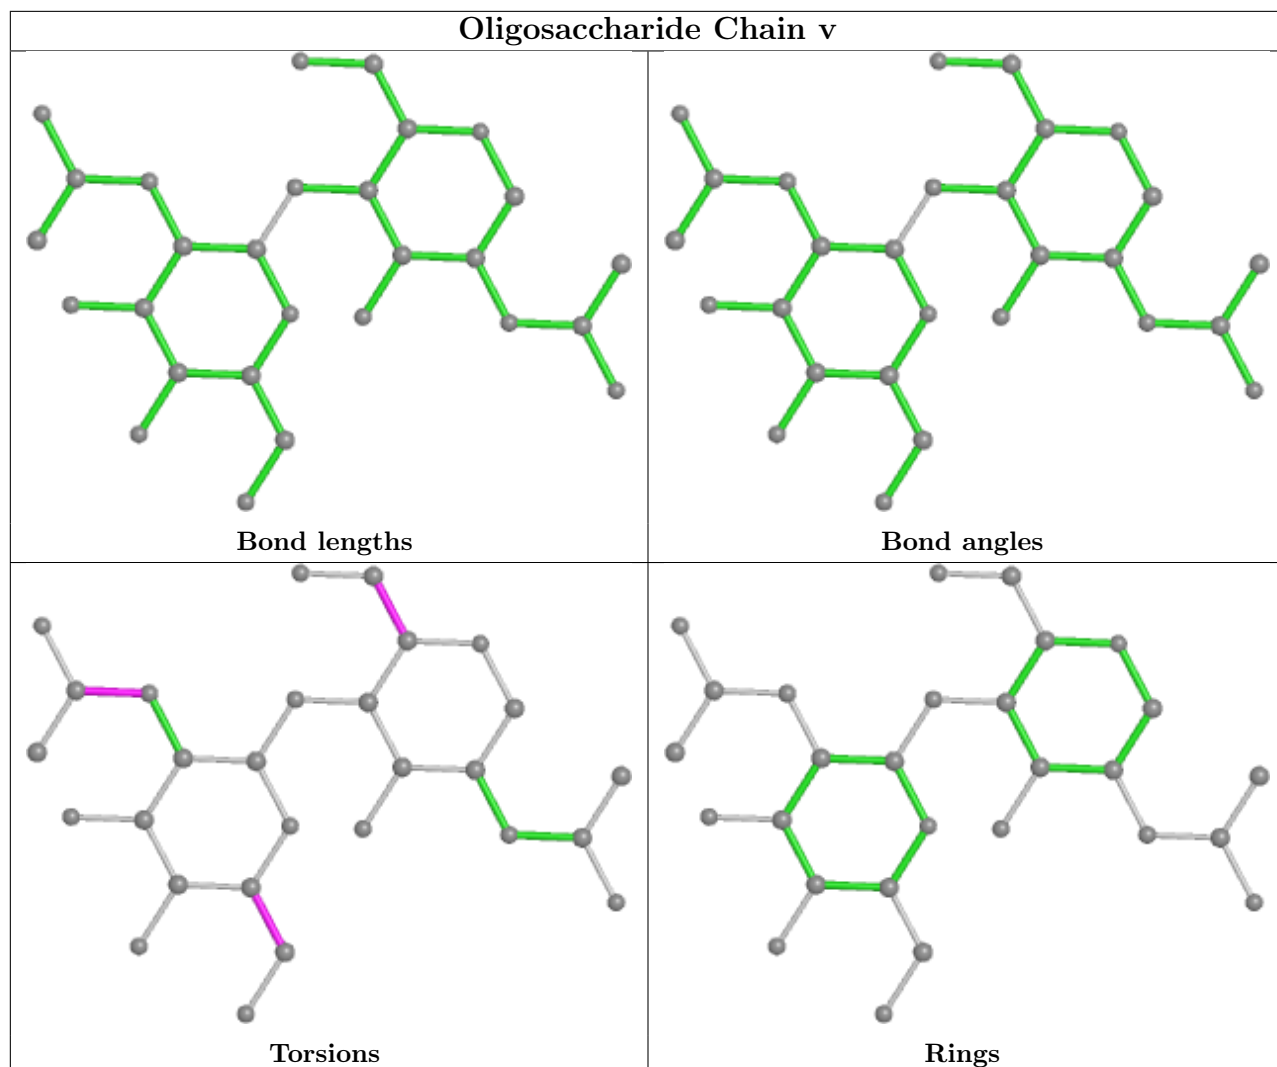 Oligosaccharide Chain v
Bond lengths
Bond angles
Torsions
Rings